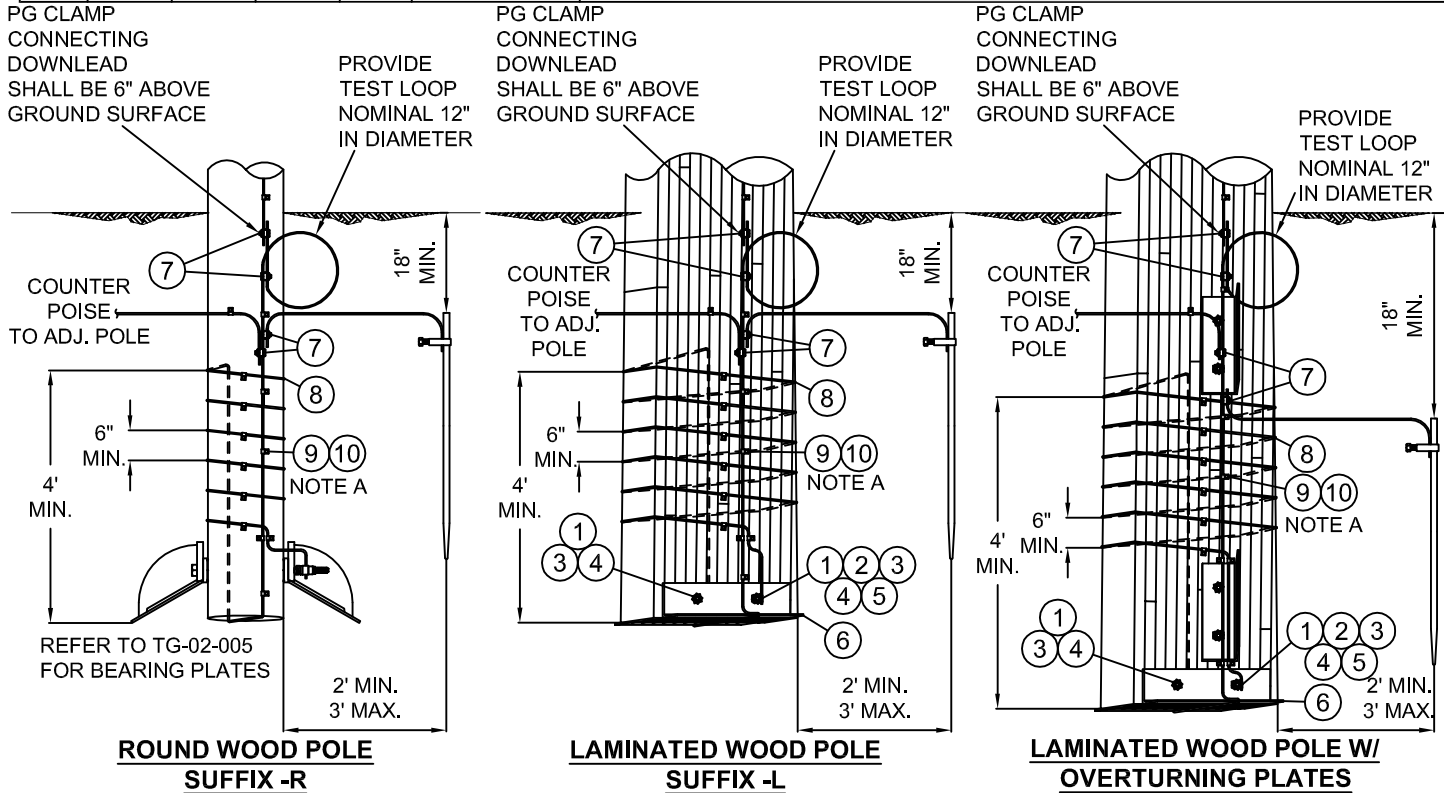 PG CLAMP
CONNECTING
DOWNLEAD
SHALL BE 6" ABOVE
GROUND SURFACE
PROVIDE
TEST LOOP
NOMINAL 12"
IN DIAMETER
7
18"
MIN.
COUNTER
POISE
TO ADJ. POLE
7
8
6"
MIN.
9 10
NOTE A
4'
MIN.
REFER TO TG-02-005
FOR BEARING PLATES
2' MIN.
3' MAX.
ROUND WOOD POLE
SUFFIX -R
PG CLAMP
CONNECTING
DOWNLEAD
SHALL BE 6" ABOVE
GROUND SURFACE
PROVIDE
TEST LOOP
NOMINAL 12"
IN DIAMETER
7
18"
MIN.
COUNTER
POISE
TO ADJ.
POLE
7
8
6"
MIN.
9 10
NOTE A
4'
MIN.
1
3 4
1 2 3
4 5
6
2' MIN.
3' MAX.
LAMINATED WOOD POLE
SUFFIX -L
PG CLAMP
CONNECTING
DOWNLEAD
SHALL BE 6" ABOVE
GROUND SURFACE
PROVIDE
TEST LOOP
NOMINAL 12"
IN DIAMETER
7
18"
MIN.
COUNTER
POISE
TO ADJ.
POLE
7
8
9 10
NOTE A
6"
MIN.
4'
MIN.
1
3 4
1 2 3
4 5
6
2' MIN.
3' MAX.
LAMINATED WOOD POLE W/
OVERTURNING PLATES